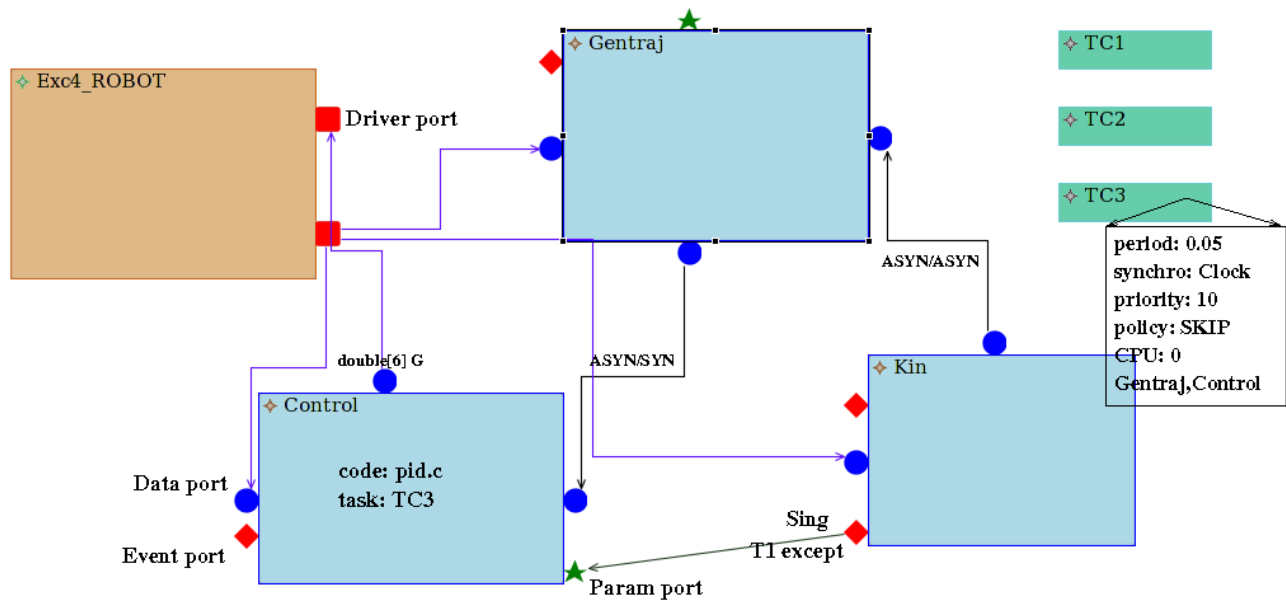 Gentraj
TC1
Exc4_ROBOT
Driver port
TC2
TC3
period: 0.05
synchro: Clock
priority: 10
policy: SKIP
CPU: 0
Gentraj,Control
ASYN/ASYN
double[6] G
ASYN/SYN
Kin
Control
code: pid.c
task: TC3
Data port
Event port
Sing
T1 except
Param port